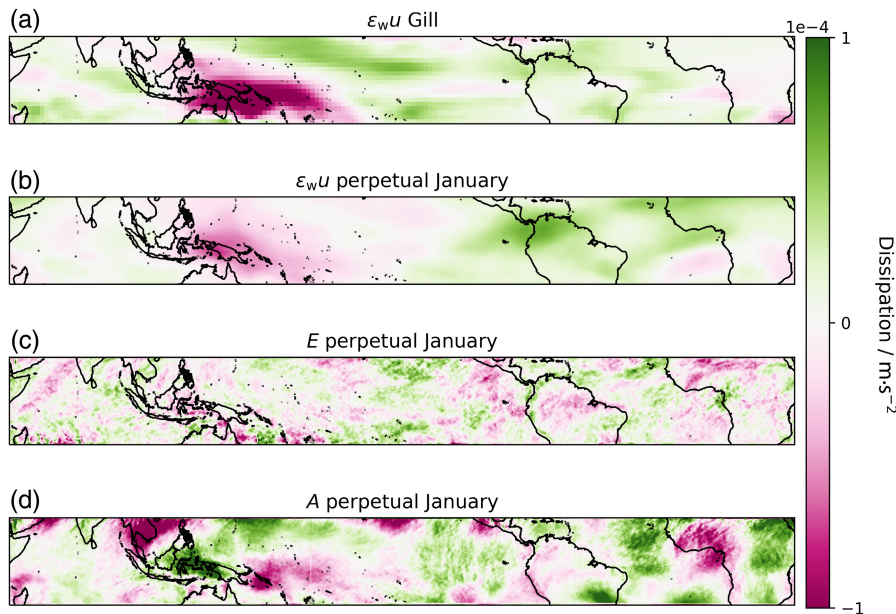 (a)
ε_w u Gill
1e−4
1
(b)
ε_w u perpetual January
0
Dissipation / m·s⁻²
(c)
E perpetual January
(d)
A perpetual January
−1